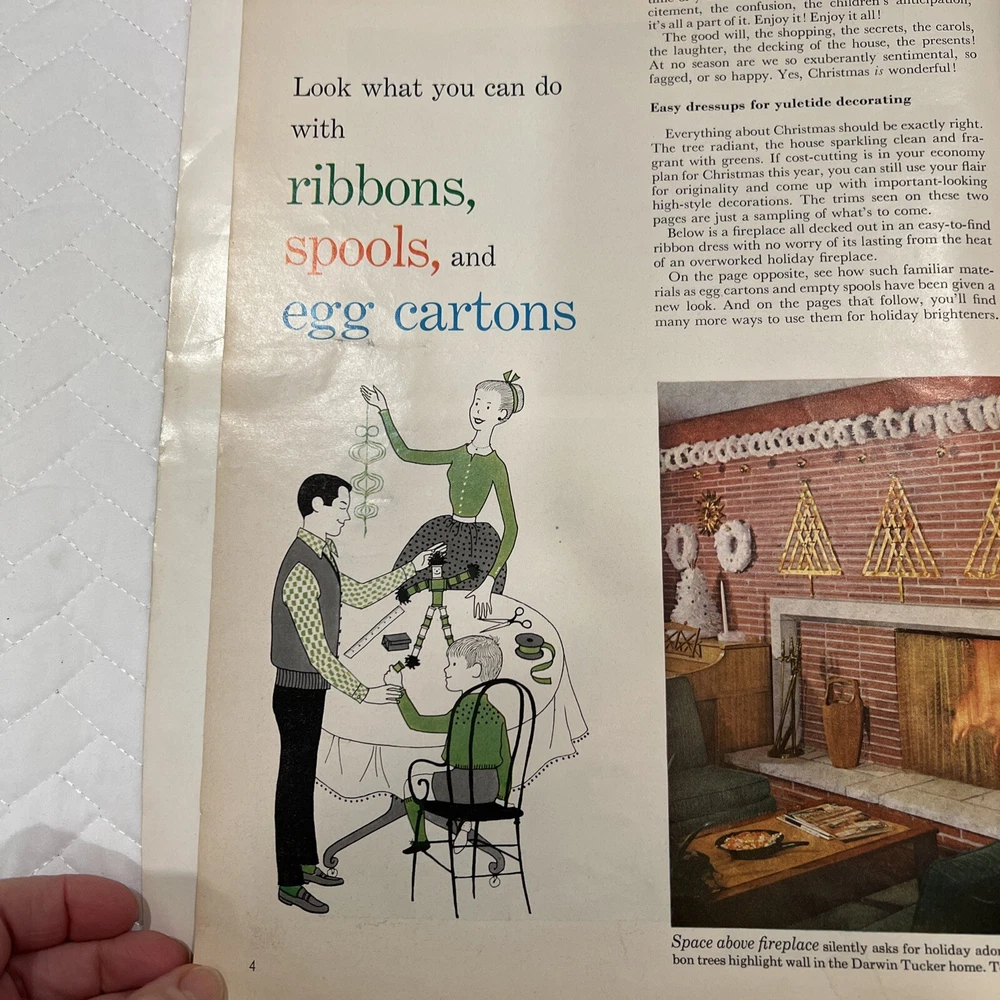 Look what you can do
with
ribbons,
spools, and
egg cartons
citement, the confusion, the children's anticipation,
it's all a part of it. Enjoy it! Enjoy it all!
The good will, the shopping, the secrets, the carols,
the laughter, the decking of the house, the presents!
At no season are we so exuberantly sentimental, so
fagged, or so happy. Yes, Christmas is wonderful!
Easy dressups for yuletide decorating
Everything about Christmas should be exactly right.
The tree radiant, the house sparkling clean and fra-
grant with greens. If cost-cutting is in your economy
plan for Christmas this year, you can still use your flair
for originality and come up with important-looking
high-style decorations. The trims seen on these two
pages are just a sampling of what's to come.
Below is a fireplace all decked out in an easy-to-find
ribbon dress with no worry of its lasting from the heat
of an overworked holiday fireplace.
On the page opposite, see how such familiar mate-
rials as egg cartons and empty spools have been given a
new look. And on the pages that follow, you'll find
many more ways to use them for holiday brighteners.
Space above fireplace silently asks for holiday ador
bon trees highlight wall in the Darwin Tucker home. T
4